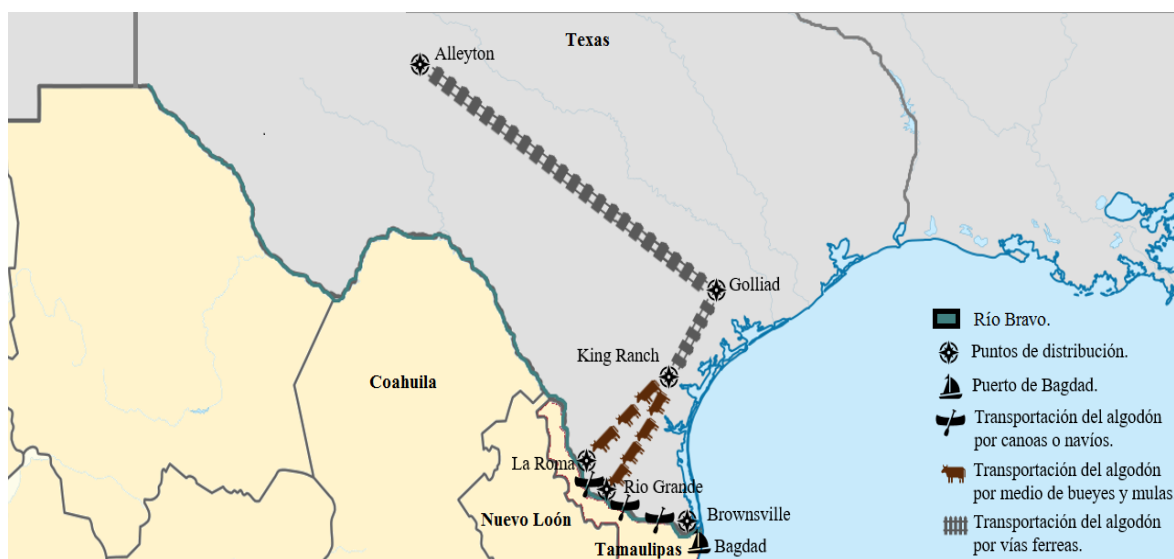 Texas
Alleyton
Golliad
King Ranch
Coahuila
La Roma
Rio Grande
Nuevo Loón
Brownsville
Tamaulipas
Bagdad
Río Bravo.
Puntos de distribución.
Puerto de Bagdad.
Transportación del algodón
por canoas o navíos.
Transportación del algodón
por medio de bueyes y mulas
Transportación del algodón
por vías ferreas.